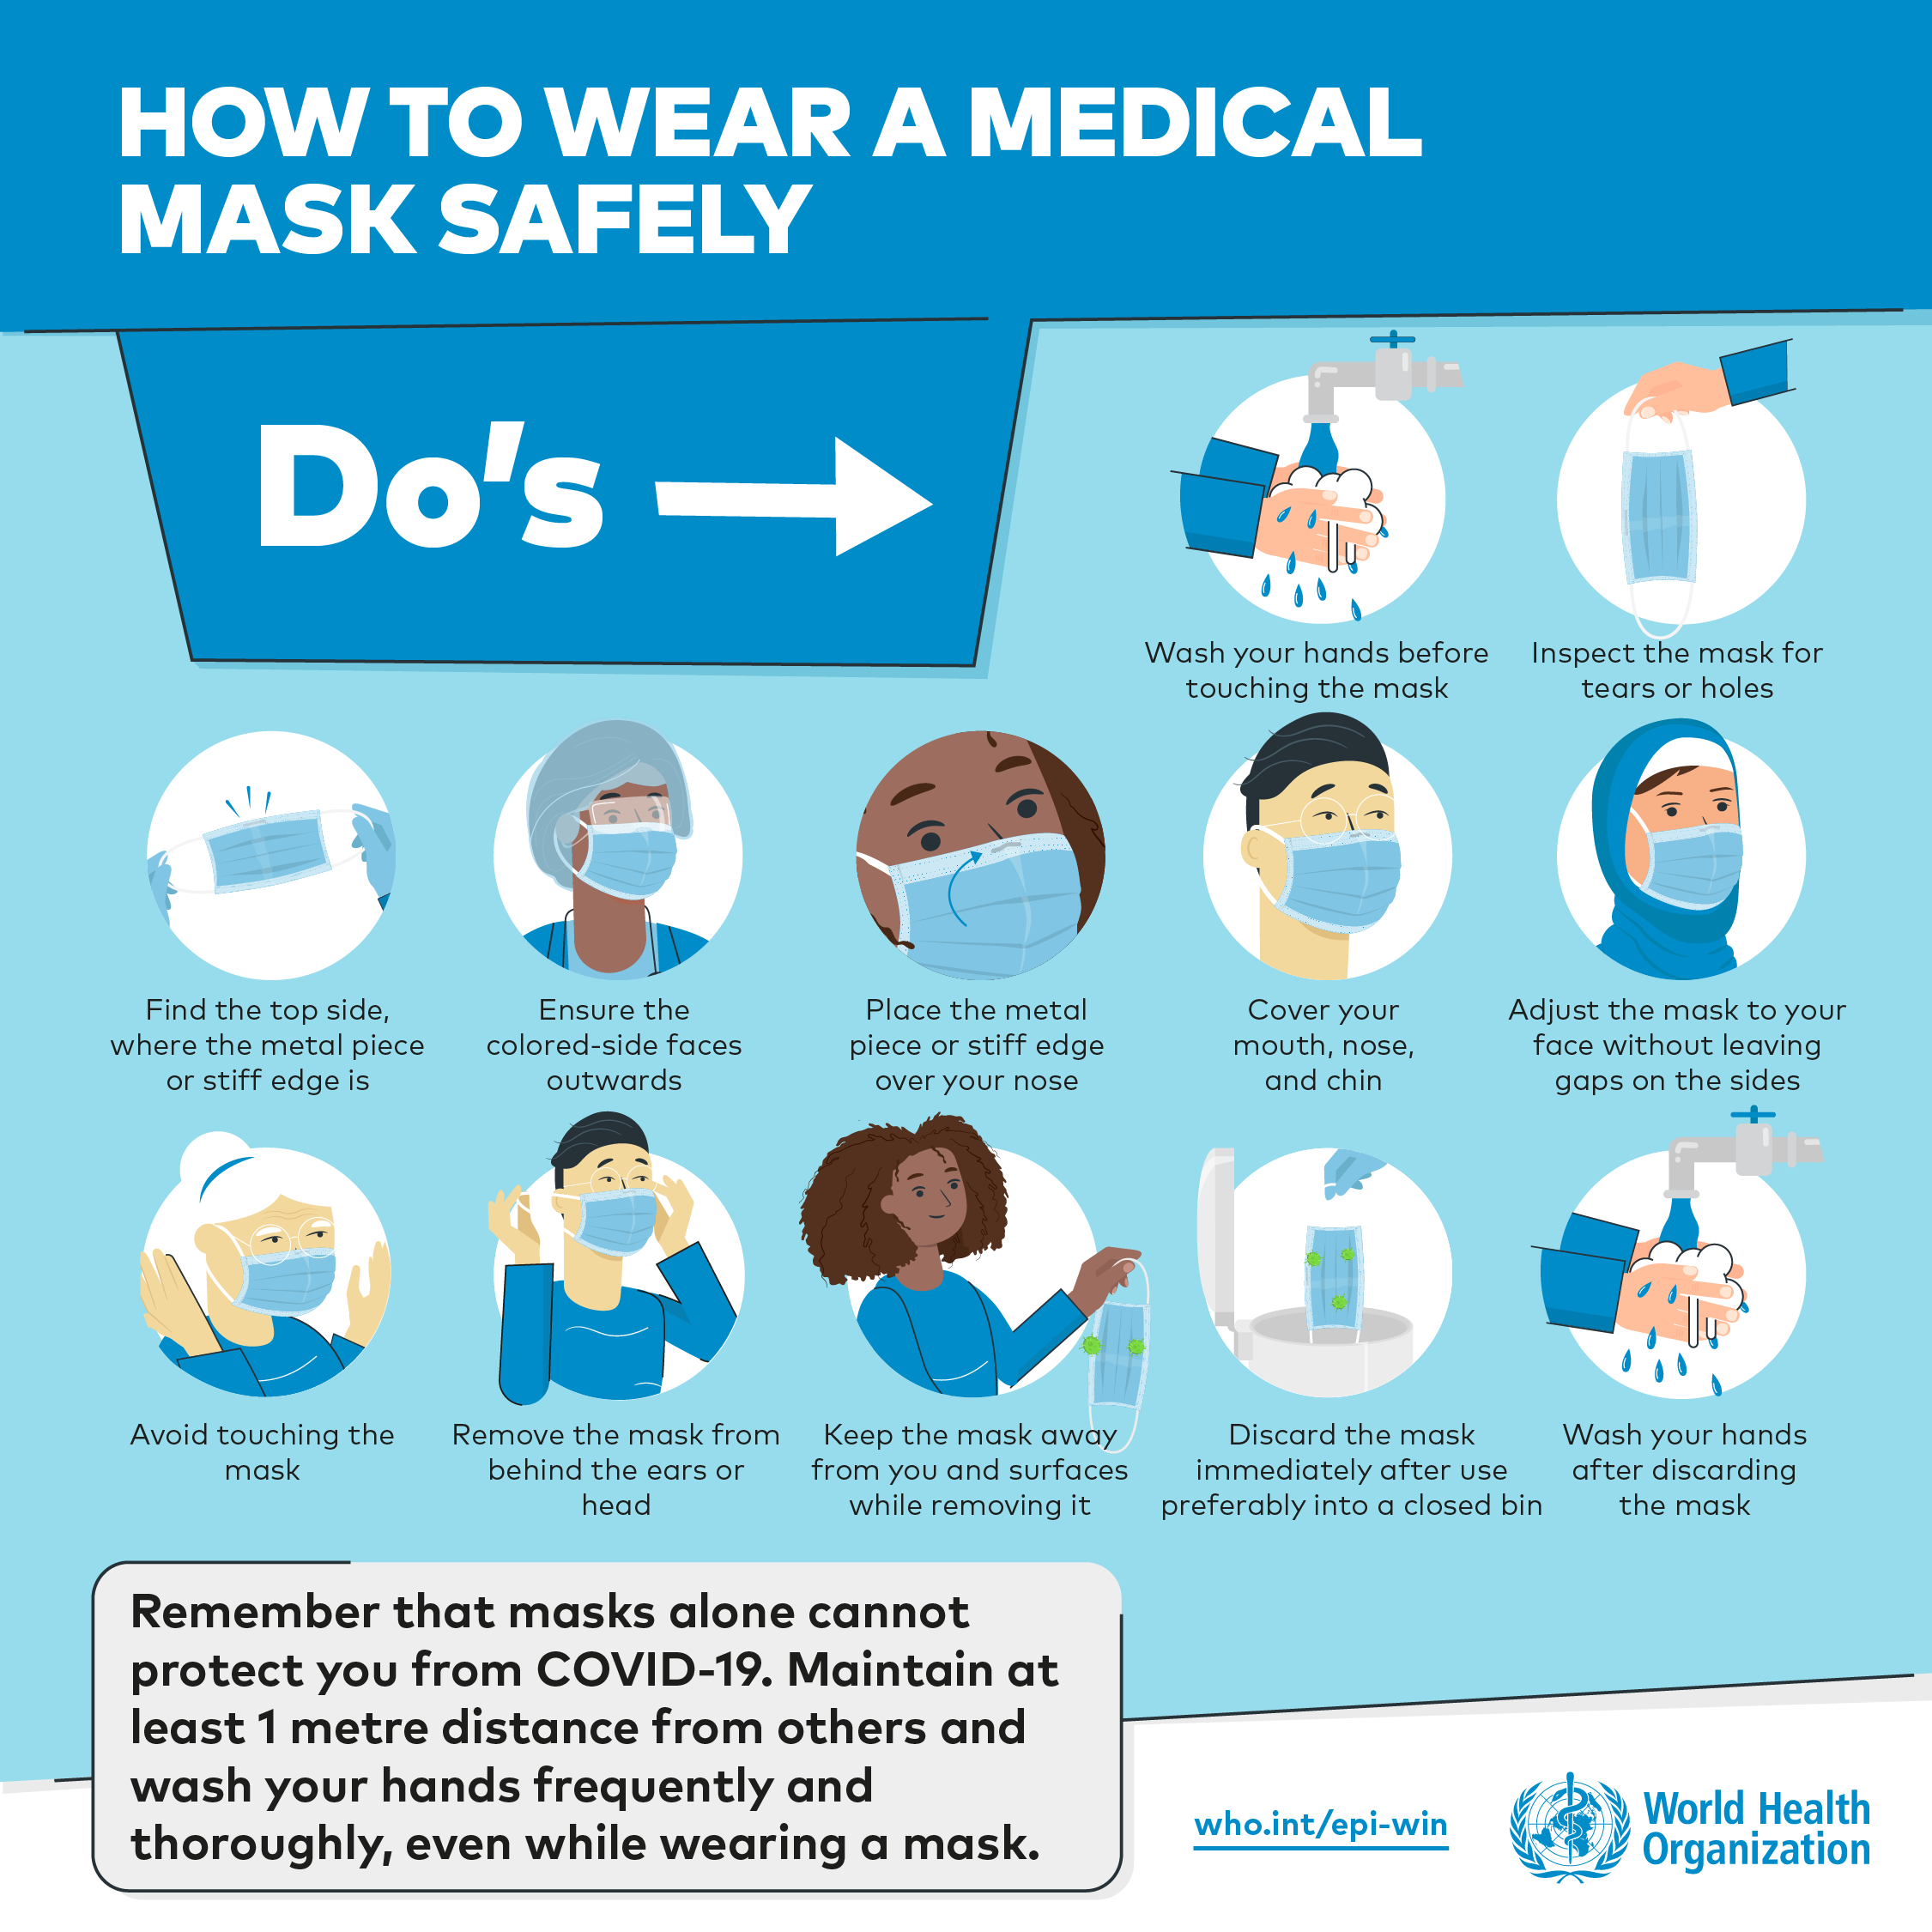 HOW TO WEAR A MEDICAL
MASK SAFELY
Do's
Wash your hands before
touching the mask
Inspect the mask for
tears or holes
Find the top side,
where the metal piece
or stiff edge is
Ensure the
colored-side faces
outwards
Place the metal
piece or stiff edge
over your nose
Cover your
mouth, nose,
and chin
Adjust the mask to your
face without leaving
gaps on the sides
Avoid touching the
mask
Remove the mask from
behind the ears or
head
Keep the mask away
from you and surfaces
while removing it
Discard the mask
immediately after use
preferably into a closed bin
Wash your hands
after discarding
the mask
Remember that masks alone cannot
protect you from COVID-19. Maintain at
least 1 metre distance from others and
wash your hands frequently and
thoroughly, even while wearing a mask.
who.int/epi-win
World Health
Organization